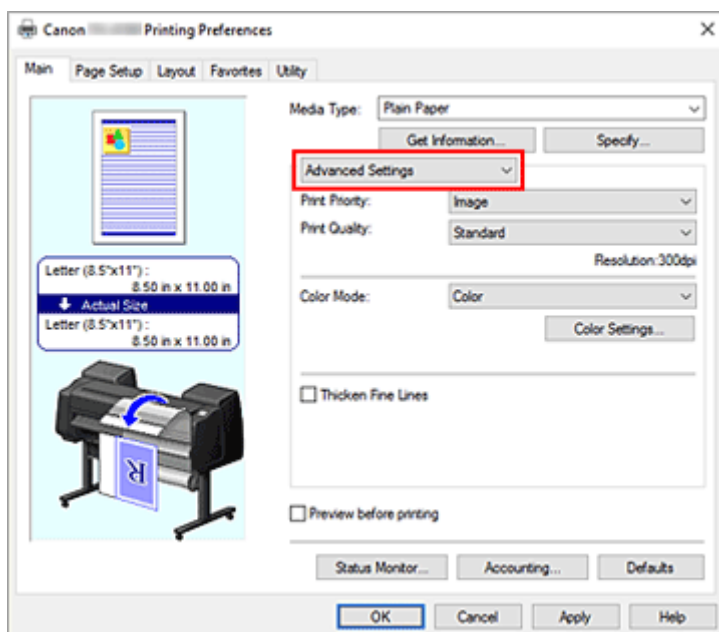 Canon Printing Preferences
Main Page Setup Layout Favorites Utility
Media Type: Plain Paper
Get Information... Specify...
Advanced Settings
Print Priority: Image
Print Quality: Standard
Resolution:300dpi
Letter (8.5"x11") :
8.50 in x 11.00 in
Actual Size
Letter (8.5"x11") :
8.50 in x 11.00 in
Color Mode: Color
Color Settings...
Thicken Fine Lines
R
Preview before printing
Status Monitor... Accounting... Defaults
OK Cancel Apply Help